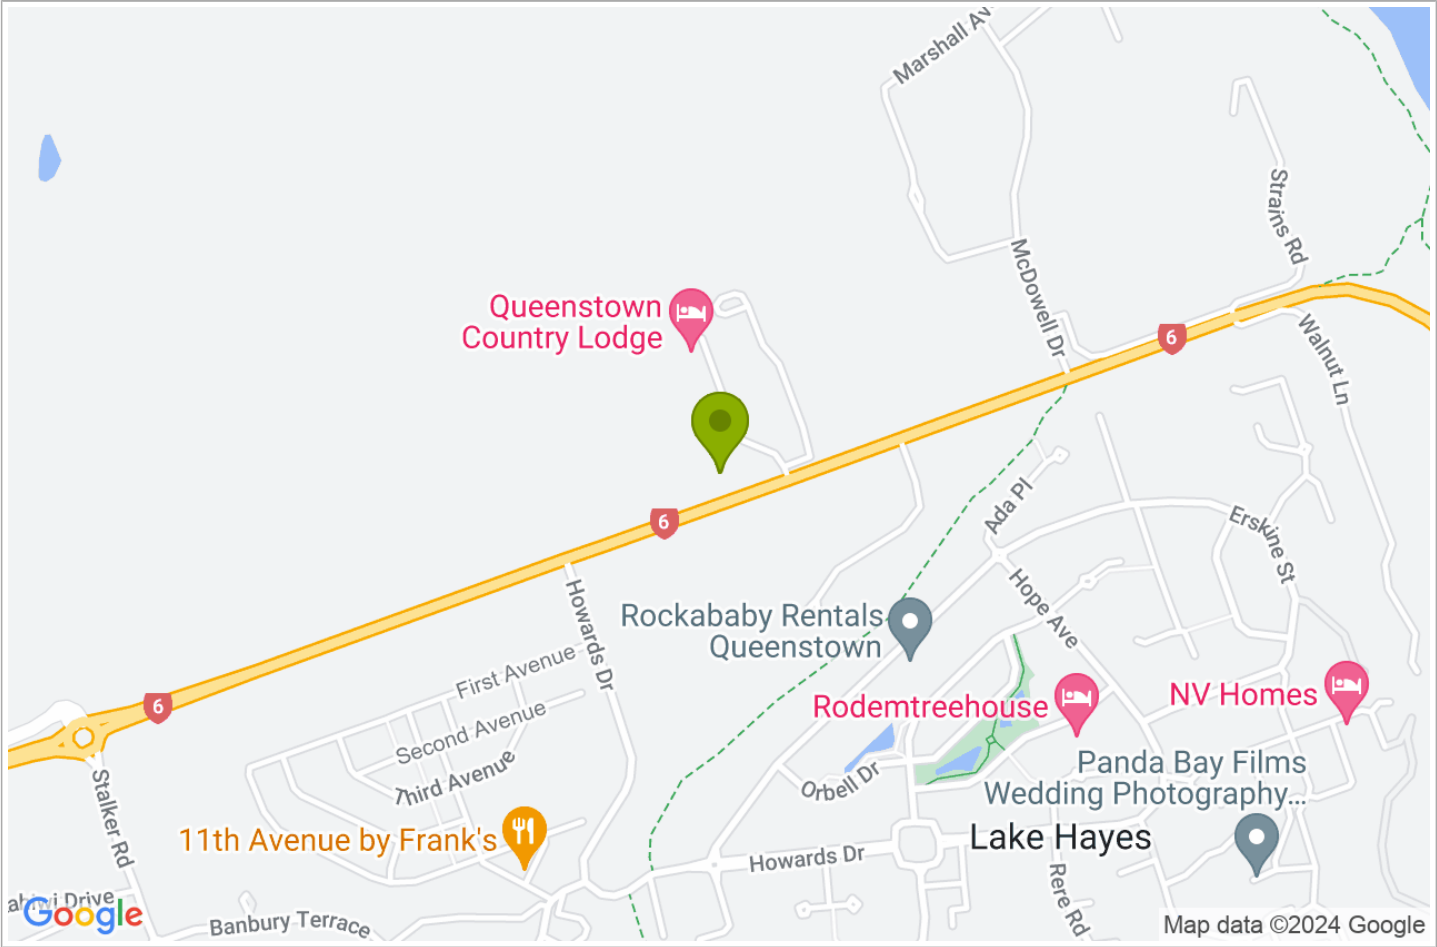 Marshall Av
Strains Rd
McDowell Dr
Queenstown
Country Lodge
6
Walnut Ln
6
Ada Pl
Erskine St
Hope Ave
Howards Dr
Rockababy Rentals
Queenstown
First Avenue
Second Avenue
Third Avenue
6
Rodemtreehouse
NV Homes
Stalker Rd
Orbell Dr
Panda Bay Films
Wedding Photography...
11th Avenue by Frank's
Lake Hayes
Howards Dr
Rere Rd
Drive
Google
Banbury Terrace
Map data ©2024 Google